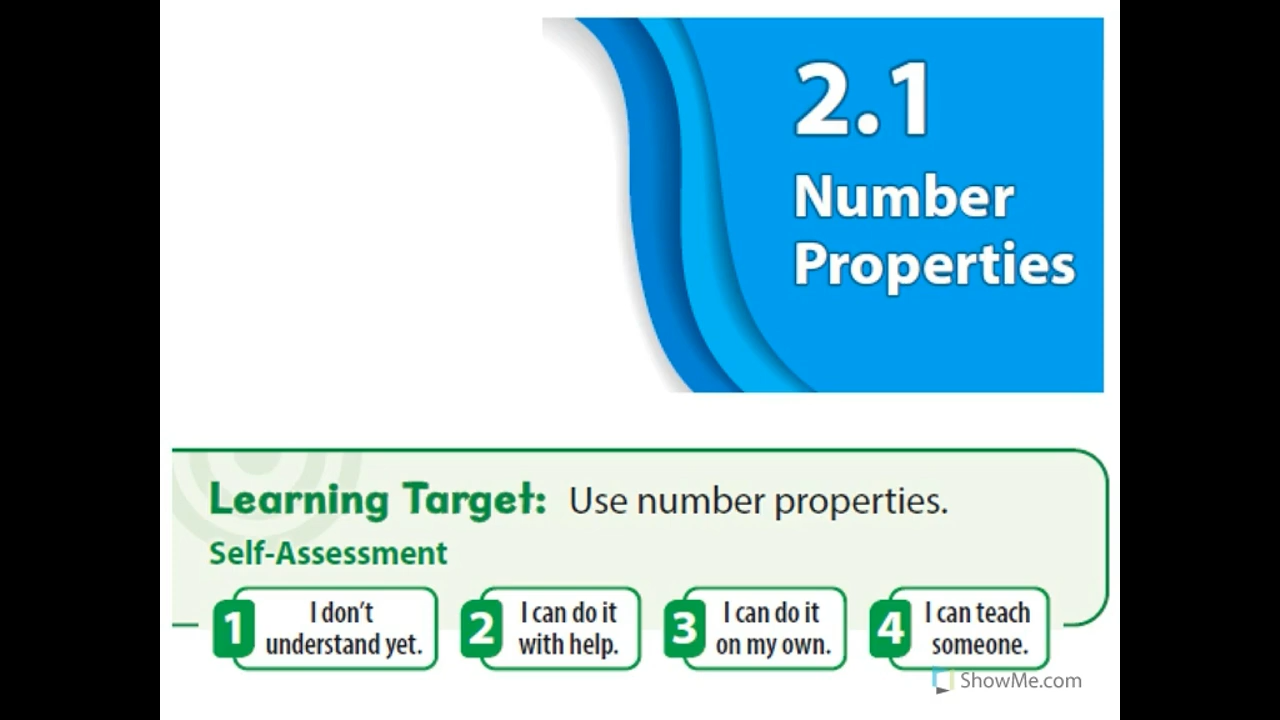 2.1
Number
Properties
Learning Target: Use number properties.
Self-Assessment
1 I don't understand yet.
2 I can do it with help.
3 I can do it on my own.
4 I can teach someone.
ShowMe.com